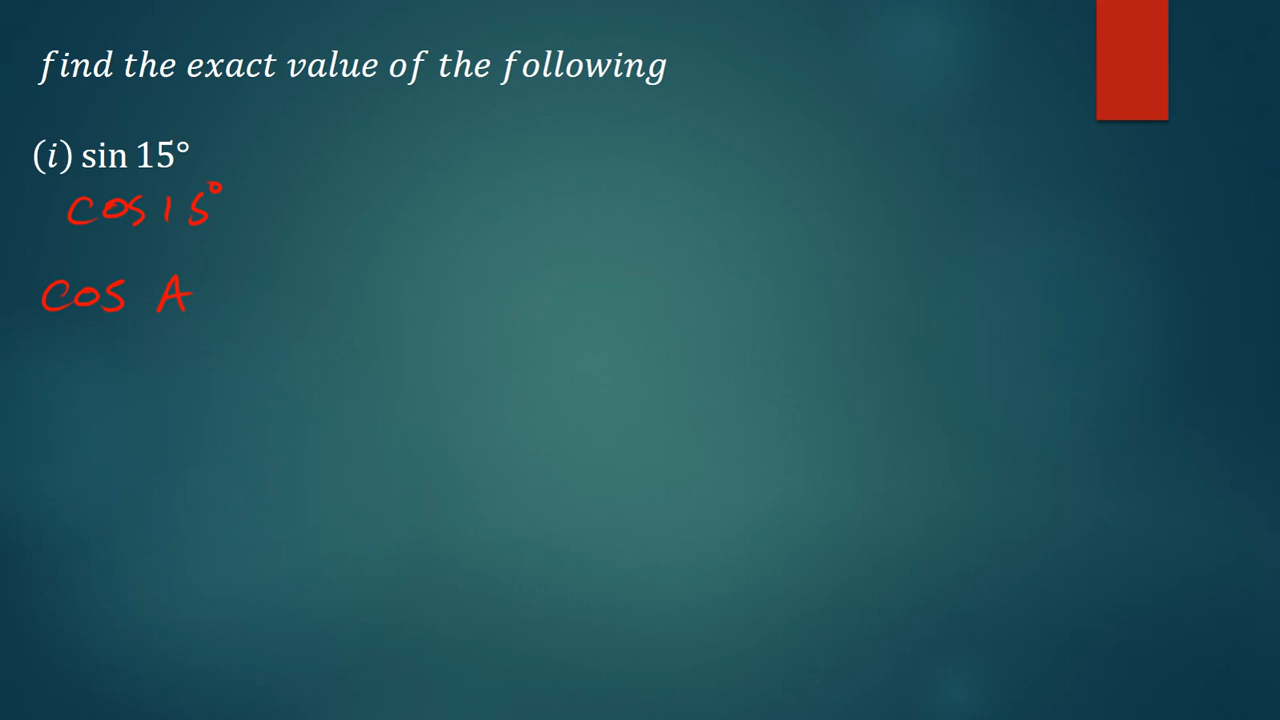 find the exact value of the following
(i) sin 15°
cos 15°
cos A